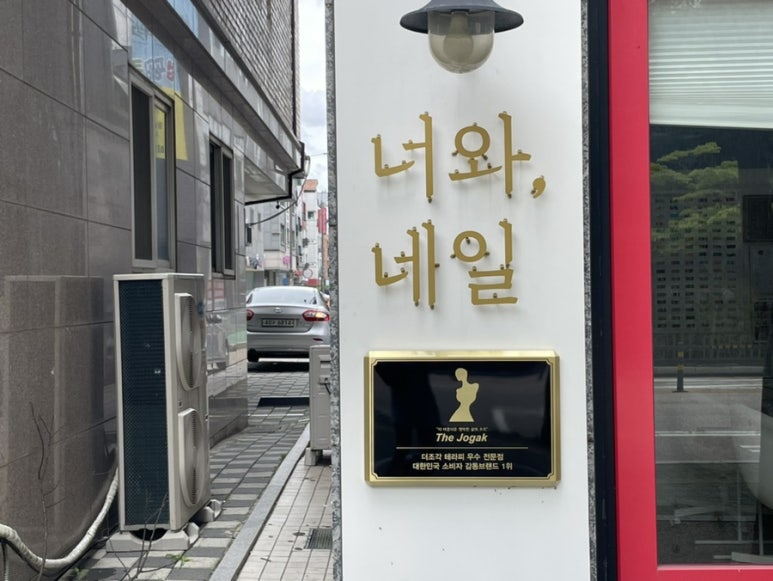 너와,
네일
The Jogak
더조각 테라피 우수 전문점
대한민국 소비자 감동브랜드 1위